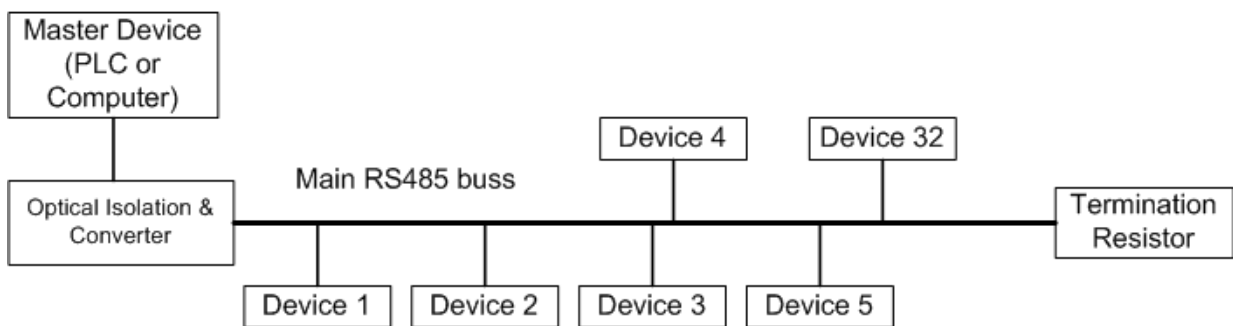 Master Device
(PLC or
Computer)
Device 4
Device 32
Main RS485 buss
Optical Isolation &
Converter
Termination
Resistor
Device 1
Device 2
Device 3
Device 5